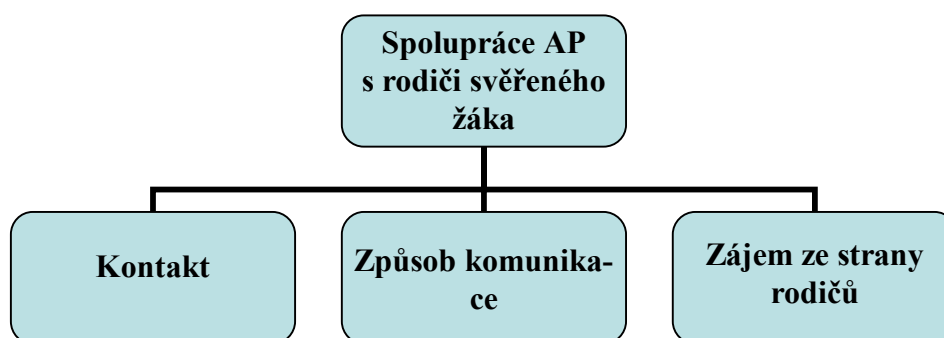 Spolupráce AP
s rodiči svěřeného
žáka
Kontakt
Způsob komunika-
ce
Zájem ze strany
rodičů